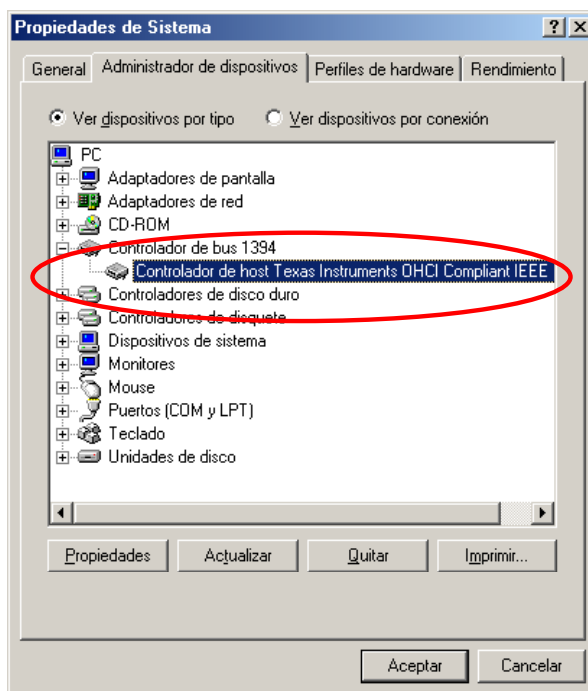 Propiedades de Sistema
General Administrador de dispositivos Perfiles de hardware Rendimiento
Ver dispositivos por tipo Ver dispositivos por conexión
PC
Adaptadores de pantalla
Adaptadores de red
CD-ROM
Controlador de bus 1394
Controlador de host Texas Instruments OHCI Compliant IEEE
Controladores de disco duro
Controladores de disquete
Dispositivos de sistema
Monitores
Mouse
Puertos (COM y LPT)
Teclado
Unidades de disco
Propiedades Actualizar Quitar Imprimir...
Aceptar Cancelar